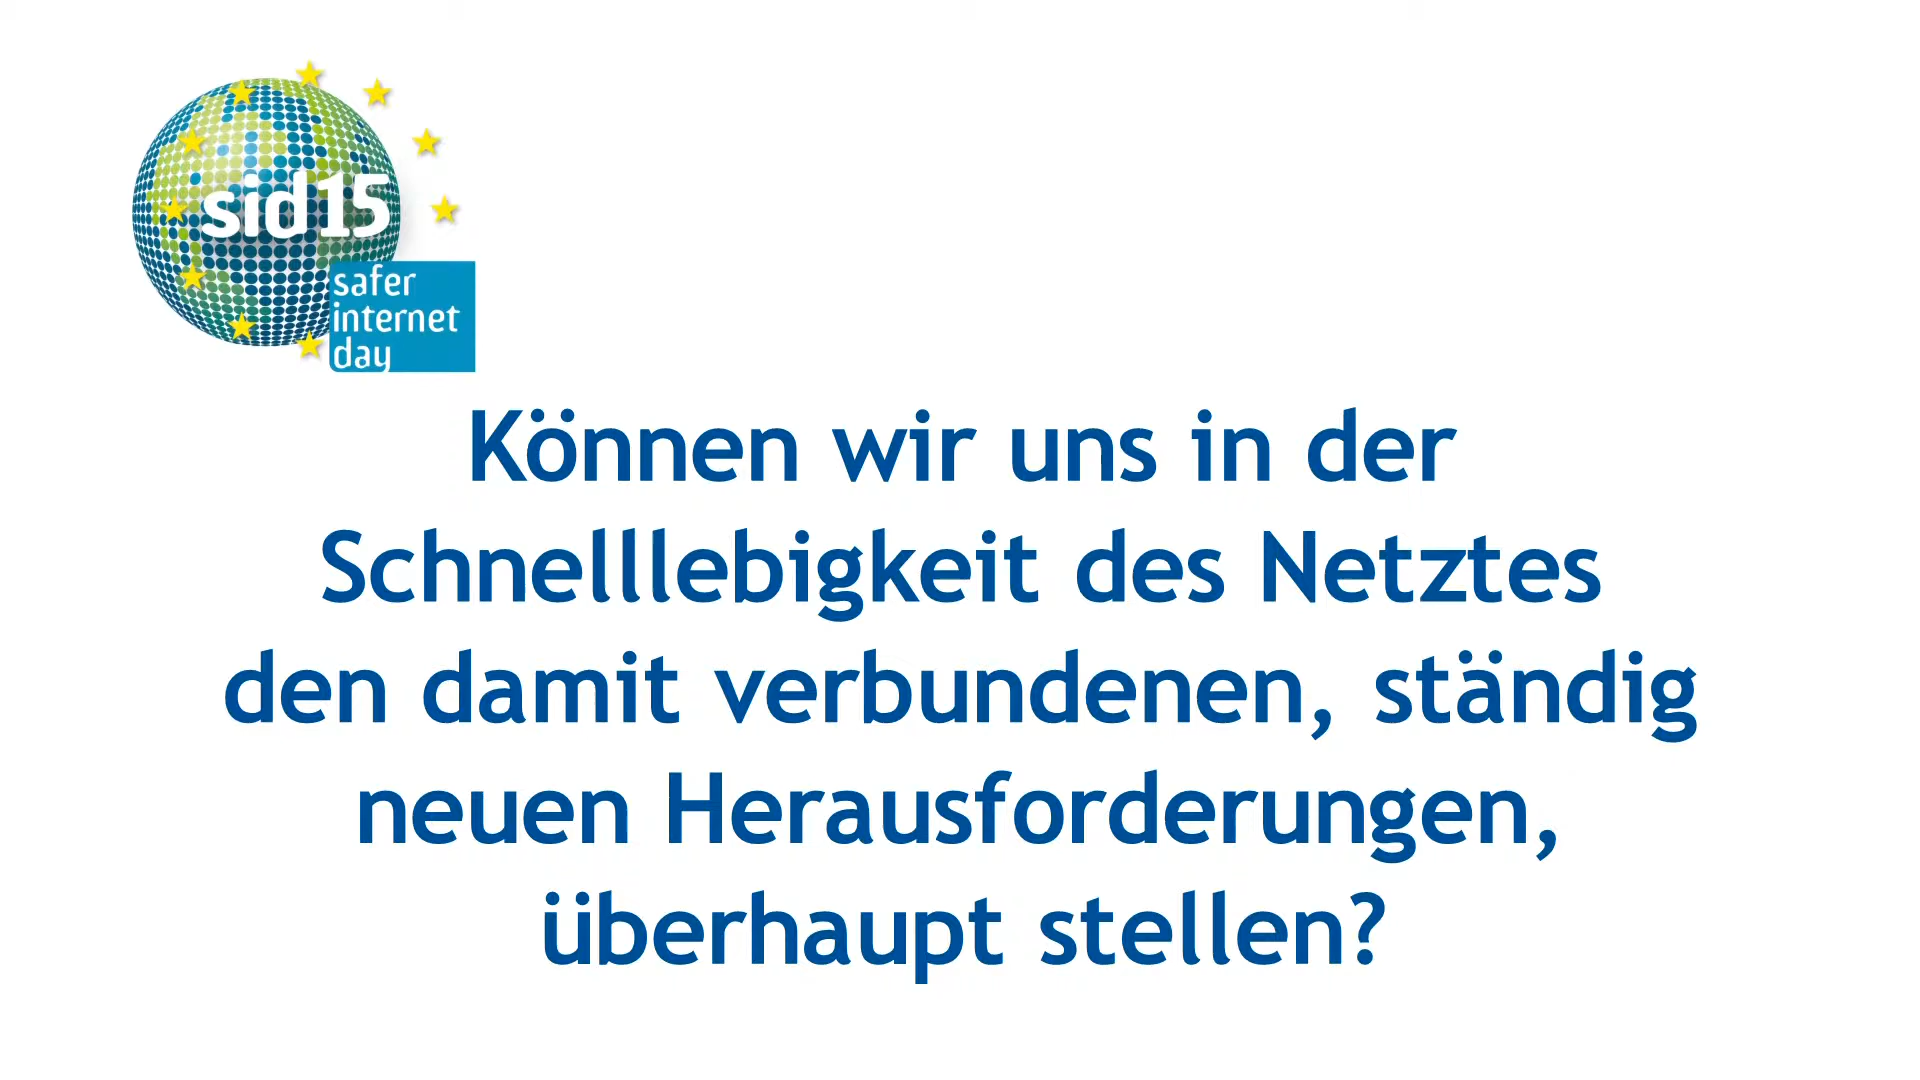 sid15
safer
internet
day
Können wir uns in der
Schnelllebigkeit des Netztes
den damit verbundenen, ständig
neuen Herausforderungen,
überhaupt stellen?